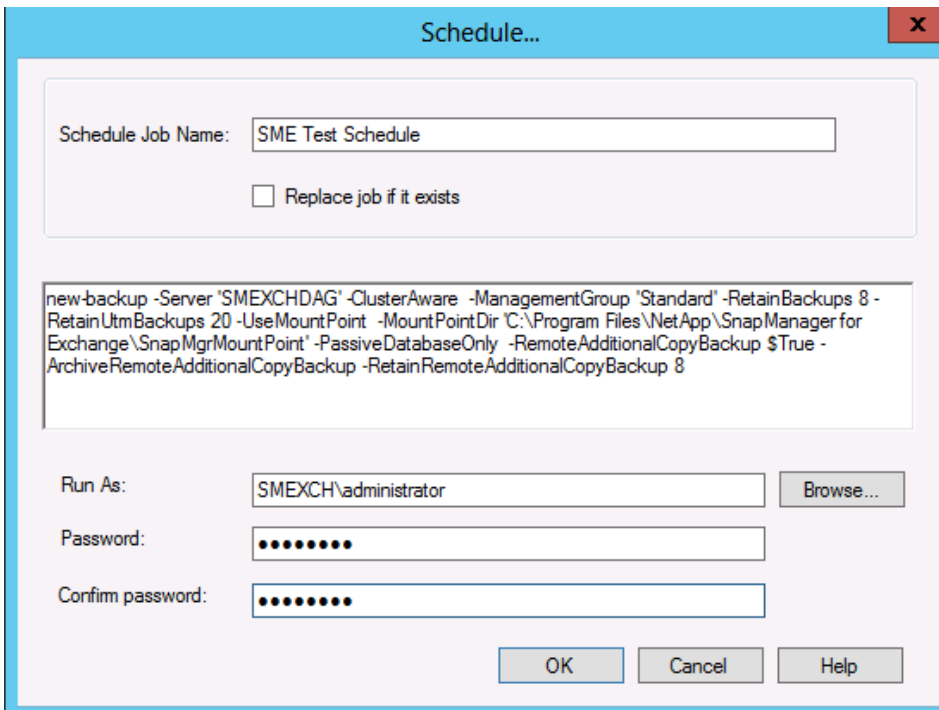 Schedule...
x
Schedule Job Name:
SME Test Schedule
Replace job if it exists
new-backup -Server 'SMEXCHDAG' -ClusterAware -ManagementGroup 'Standard' -RetainBackups 8 -
RetainUtmBackups 20 -UseMountPoint -MountPointDir 'C:\Program Files\NetApp\SnapManager for
Exchange\SnapMgrMountPoint' -PassiveDatabaseOnly -RemoteAdditionalCopyBackup $True -
ArchiveRemoteAdditionalCopyBackup -RetainRemoteAdditionalCopyBackup 8
Run As:
SMEXCH\administrator
Browse...
Password:
●●●●●●●●
Confirm password:
●●●●●●●●
OK
Cancel
Help